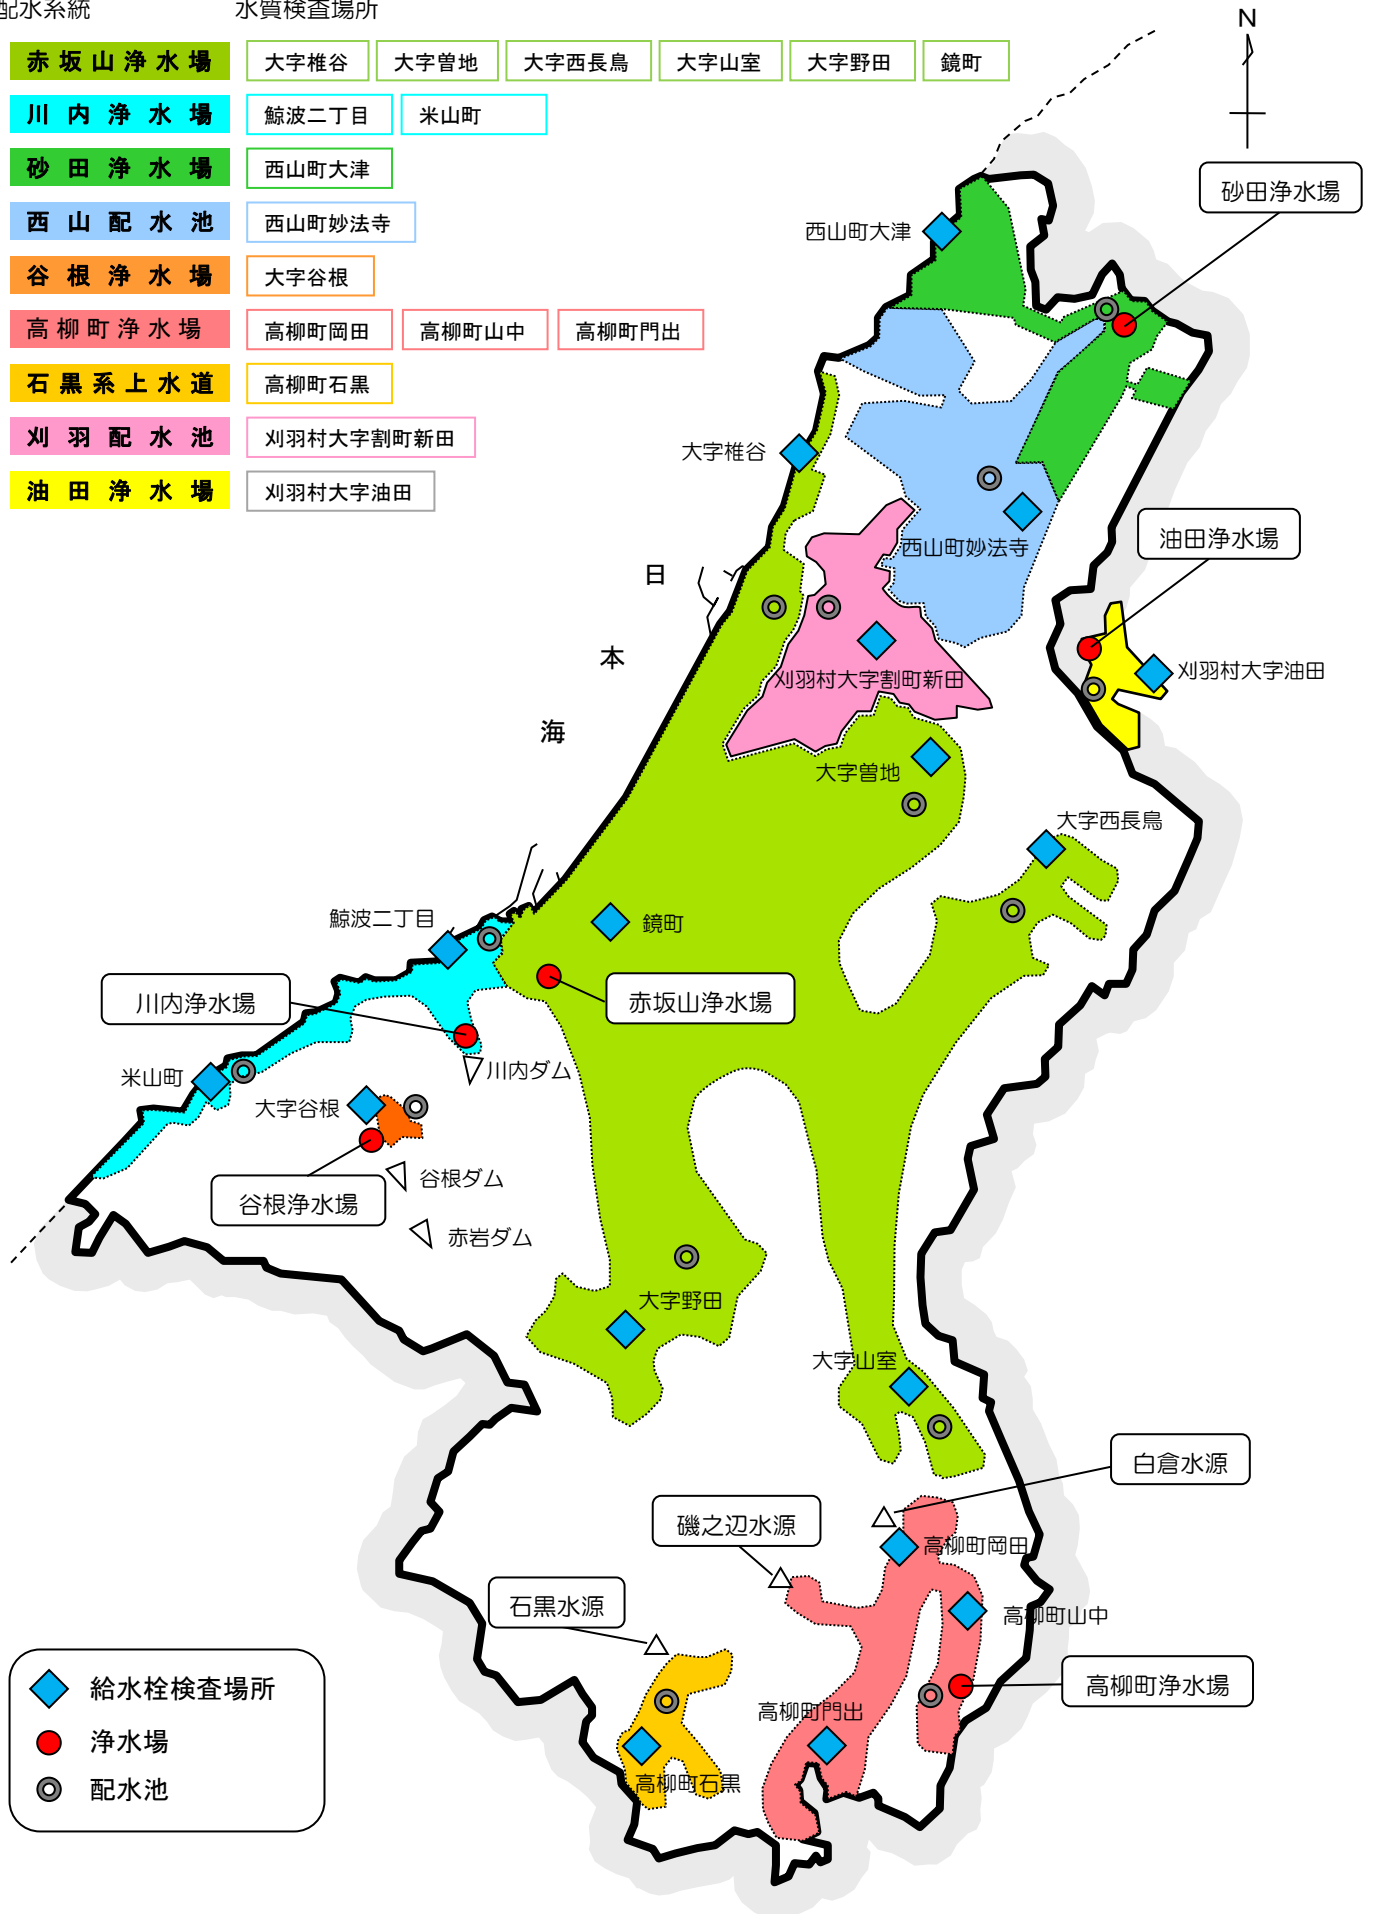 配水系統 水質検査場所
赤坂山浄水場 大字椎谷 大字曽地 大字西長鳥 大字山室 大字野田 鏡町
川内浄水場 鯨波二丁目 米山町
砂田浄水場 西山町大津
西山配水池 西山町妙法寺
谷根浄水場 大字谷根
高柳町浄水場 高柳町岡田 高柳町山中 高柳町門出
石黒系上水道 高柳町石黒
刈羽配水池 刈羽村大字割町新田
油田浄水場 刈羽村大字油田
N
砂田浄水場
西山町大津
大字椎谷
西山町妙法寺
油田浄水場
日
本
海
刈羽村大字油田
刈羽村大字割町新田
大字曽地
大字西長鳥
鯨波二丁目
鏡町
川内浄水場
赤坂山浄水場
米山町
川内ダム
大字谷根
谷根ダム
谷根浄水場
赤岩ダム
大字野田
大字山室
白倉水源
磯之辺水源
高柳町岡田
石黒水源
高柳町山中
高柳町浄水場
高柳町門出
高柳町石黒
給水栓検査場所
浄水場
配水池